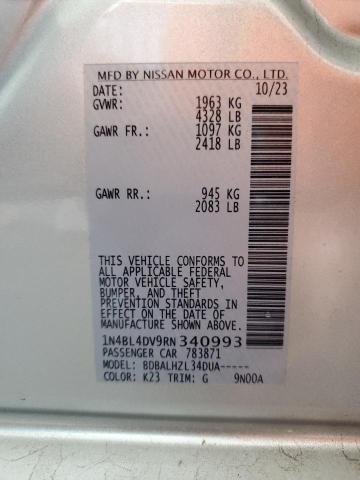 MFD BY NISSAN MOTOR CO., LTD.
DATE: 10/23
GVWR: 1963 KG
4328 LB
GAWR FR.: 1097 KG
2418 LB
GAWR RR.: 945 KG
2083 LB
THIS VEHICLE CONFORMS TO
ALL APPLICABLE FEDERAL
MOTOR VEHICLE SAFETY,
BUMPER, AND THEFT
PREVENTION STANDARDS IN
EFFECT ON THE DATE OF
MANUFACTURE SHOWN ABOVE.
1N4BL4DV9RN340993
PASSENGER CAR 783871
MODEL: BDBALHZL34DUA-----
COLOR: K23 TRIM: G 9N00A